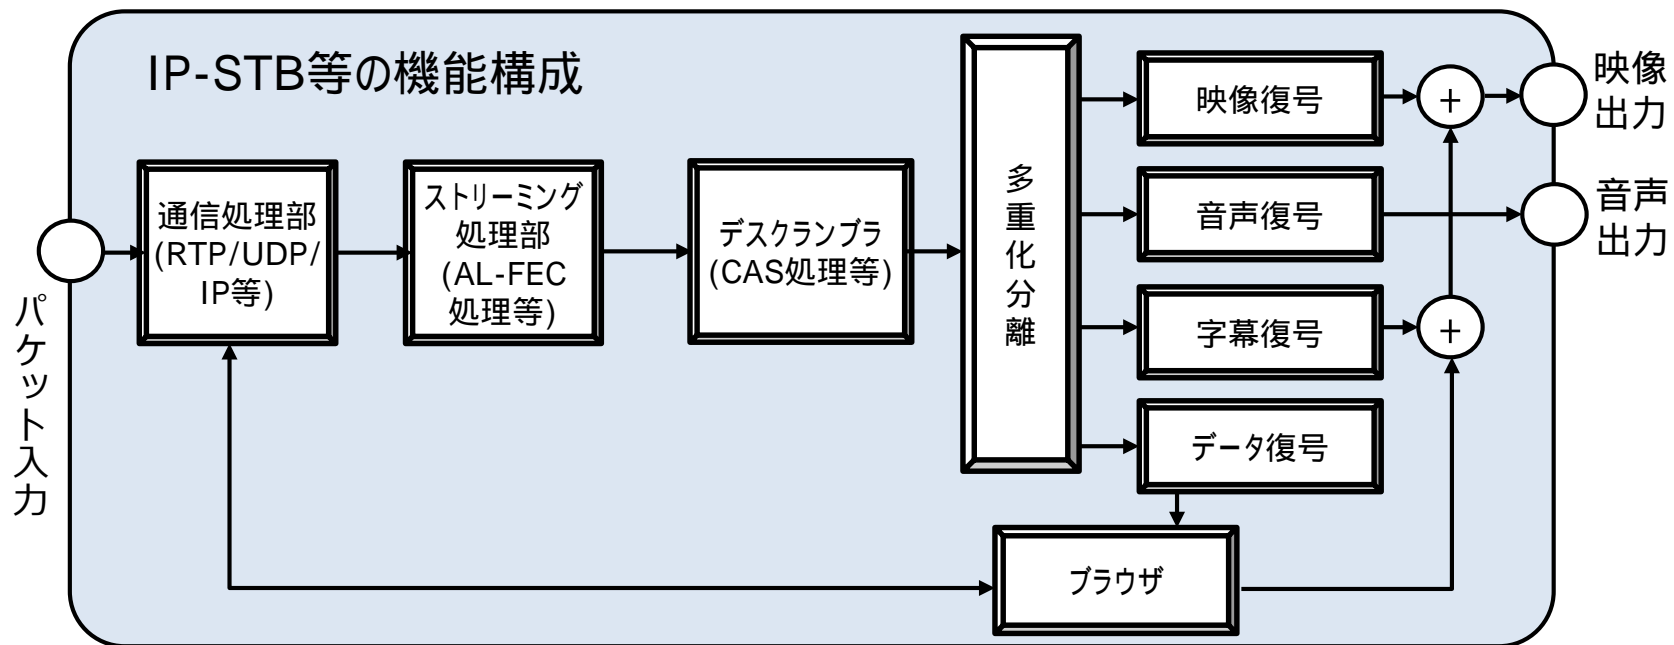 IP-STB等の機能構成
パケット入力
通信処理部
(RTP/UDP/
IP等)
ストリーミング
処理部
(AL-FEC
処理等)
デスクランブラ
(CAS処理等)
多重化分離
映像復号
音声復号
字幕復号
データ復号
ブラウザ
+
+
映像
出力
音声
出力